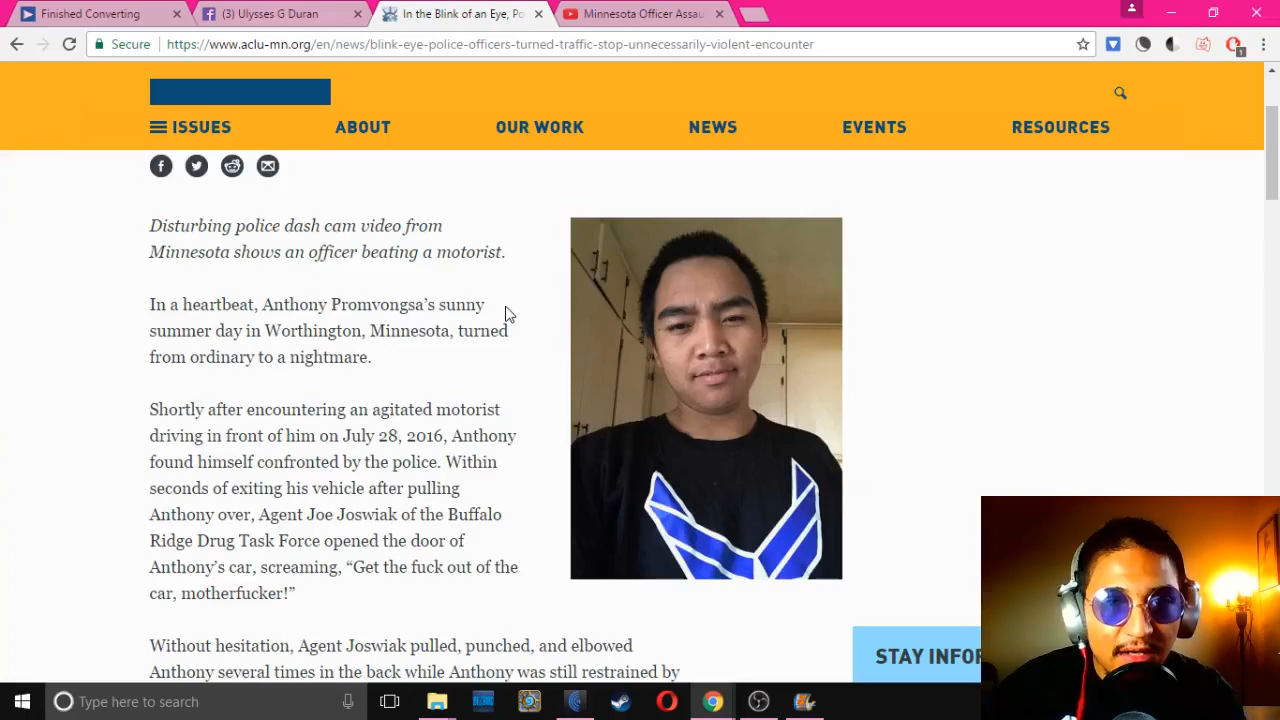 Finished Converting
(3) Ulysses G Duran
In the Blink of an Eye, Po
Minnesota Officer Assau
Secure
https://www.aclu-mn.org/en/news/blink-eye-police-officers-turned-traffic-stop-unnecessarily-violent-encounter
1
ISSUES
ABOUT
OUR WORK
NEWS
EVENTS
RESOURCES
Disturbing police dash cam video from
Minnesota shows an officer beating a motorist.
In a heartbeat, Anthony Promvongsa’s sunny
summer day in Worthington, Minnesota, turned
from ordinary to a nightmare.
Shortly after encountering an agitated motorist
driving in front of him on July 28, 2016, Anthony
found himself confronted by the police. Within
seconds of exiting his vehicle after pulling
Anthony over, Agent Joe Joswiak of the Buffalo
Ridge Drug Task Force opened the door of
Anthony’s car, screaming, “Get the fuck out of the
car, motherfucker!”
Without hesitation, Agent Joswiak pulled, punched, and elbowed
Anthony several times in the back while Anthony was still restrained by
STAY INFO
Type here to search